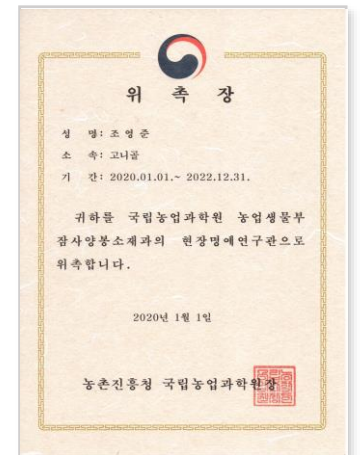 위 촉 장
성 명: 조 영 준
소 속: 고니골
기 간: 2020.01.01.~ 2022.12.31.
귀하를 국립농업과학원 농업생물부
잠사양봉소재과의 현장명예연구관으로
위촉합니다.
2020년 1월 1일
농촌진흥청 국립농업과학원장